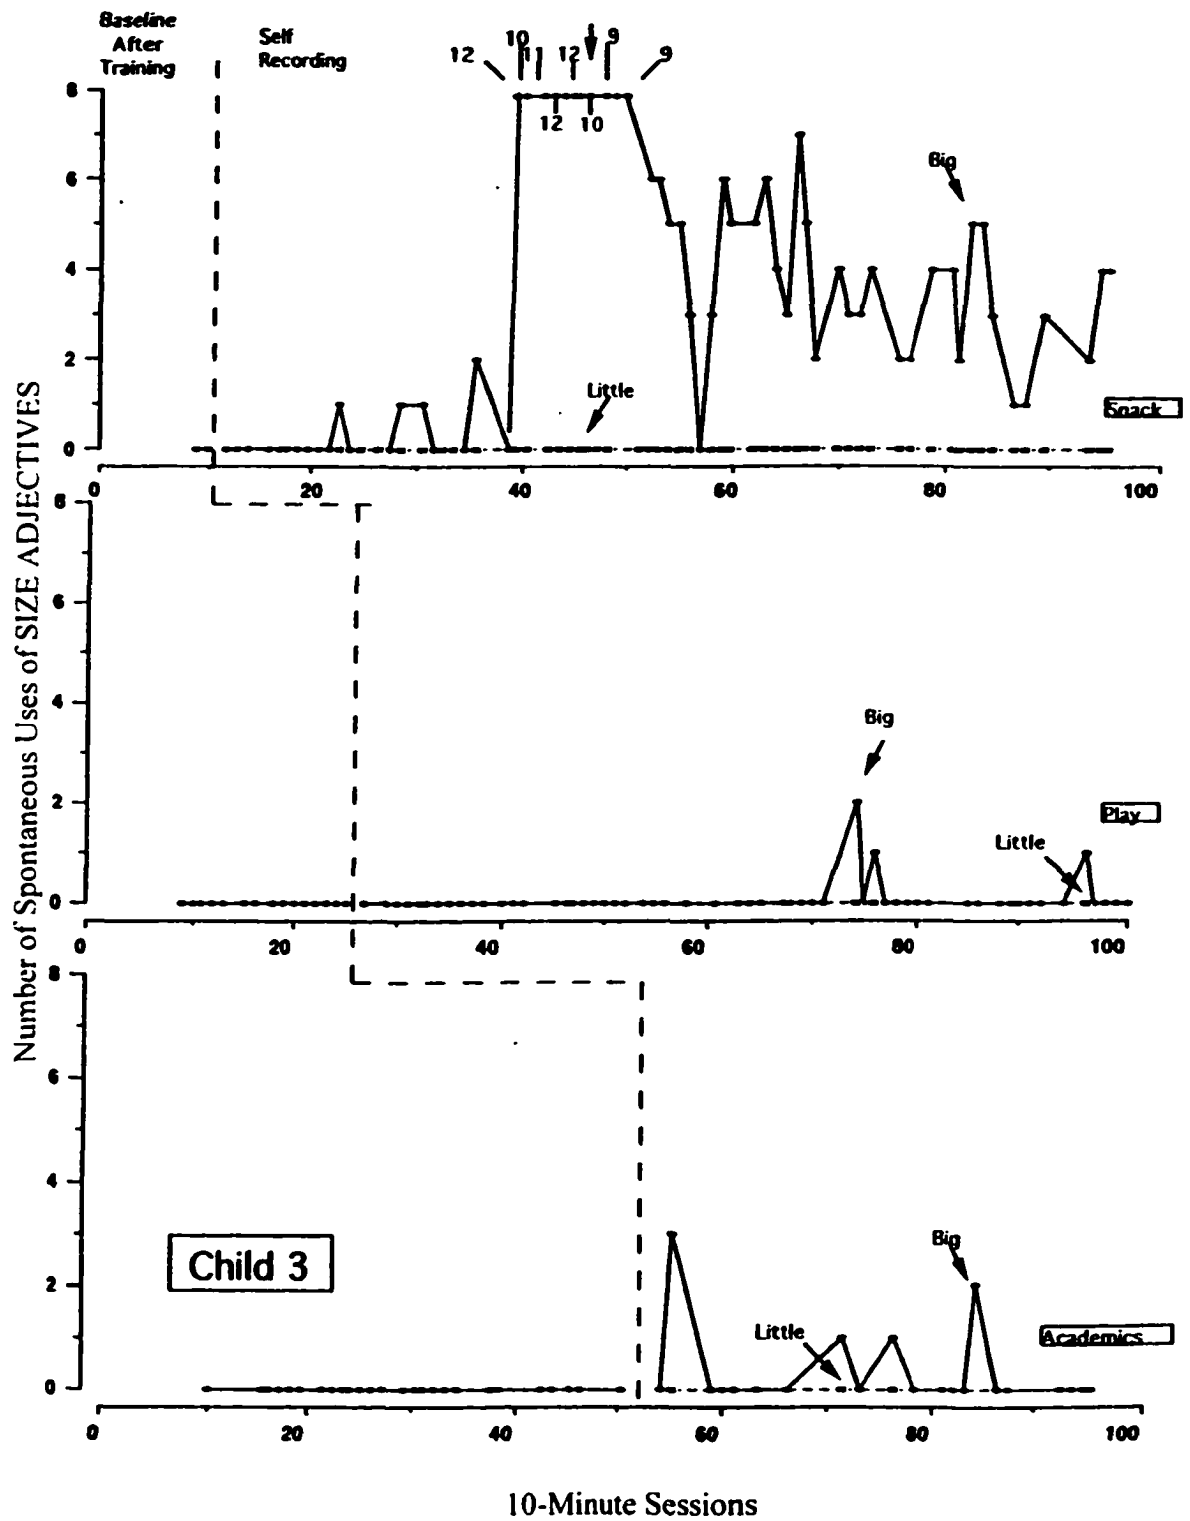 Baseline
After
Training
Self
Recording
12
10
11
12
9
9
12
10
8
6
4
2
0
Big
Little
Snack
0
20
40
60
80
100
Number of Spontaneous Uses of SIZE ADJECTIVES
8
6
4
2
0
Big
Play
Little
0
20
40
60
80
100
8
6
4
2
0
Child 3
Big
Little
Academics
0
20
40
60
80
100
10-Minute Sessions